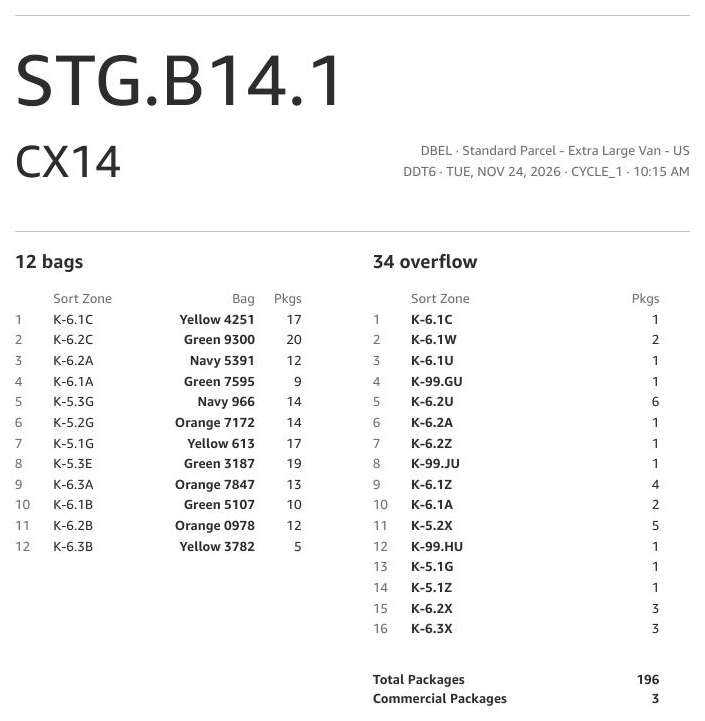 STG.B14.1
CX14
DBEL · Standard Parcel - Extra Large Van - US
DDT6 · TUE, NOV 24, 2026 · CYCLE_1 · 10:15 AM
12 bags
Sort Zone Bag Pkgs
1 K-6.1C Yellow 4251 17
2 K-6.2C Green 9300 20
3 K-6.2A Navy 5391 12
4 K-6.1A Green 7595 9
5 K-5.3G Navy 966 14
6 K-5.2G Orange 7172 14
7 K-5.1G Yellow 613 17
8 K-5.3E Green 3187 19
9 K-6.3A Orange 7847 13
10 K-6.1B Green 5107 10
11 K-6.2B Orange 0978 12
12 K-6.3B Yellow 3782 5
34 overflow
Sort Zone Pkgs
1 K-6.1C 1
2 K-6.1W 2
3 K-6.1U 1
4 K-99.GU 1
5 K-6.2U 6
6 K-6.2A 1
7 K-6.2Z 1
8 K-99.JU 1
9 K-6.1Z 4
10 K-6.1A 2
11 K-5.2X 5
12 K-99.HU 1
13 K-5.1G 1
14 K-5.1Z 1
15 K-6.2X 3
16 K-6.3X 3
Total Packages 196
Commercial Packages 3